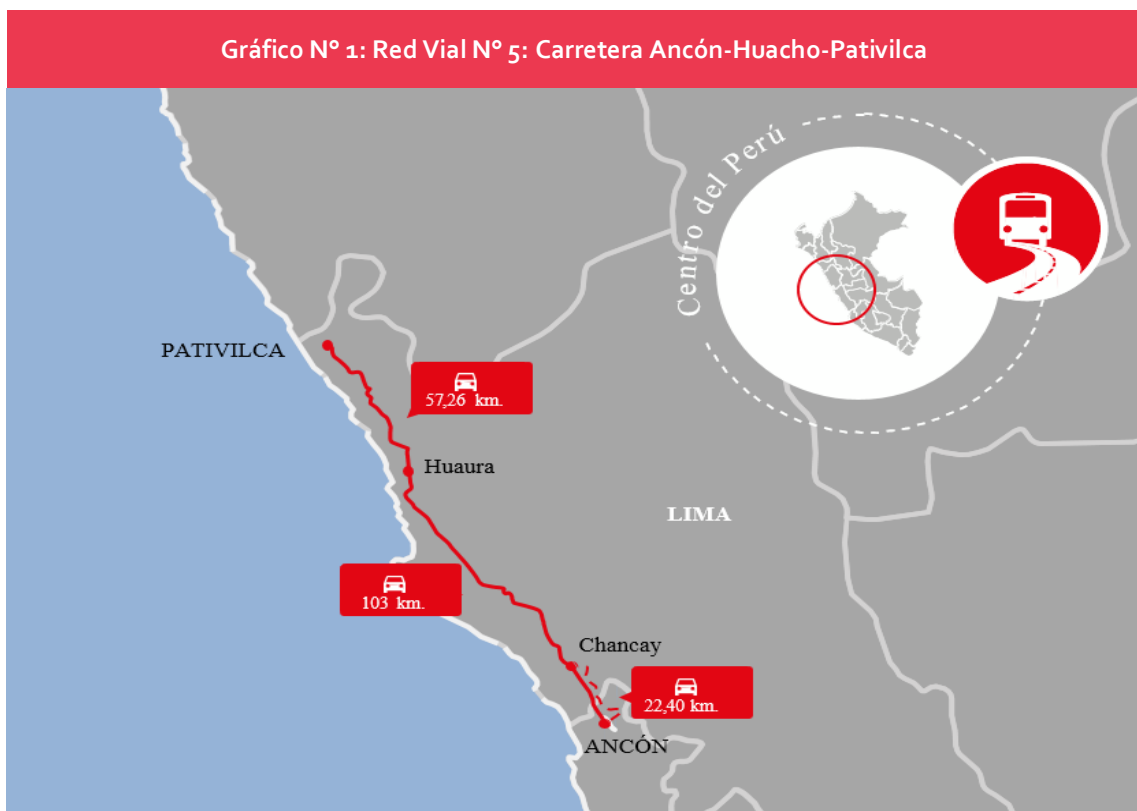 Gráfico N° 1: Red Vial N° 5: Carretera Ancón-Huacho-Pativilca
Centro del Perú
PATIVILCA
57,26 km.
Huaura
LIMA
103 km.
Chancay
22,40 km.
ANCÓN